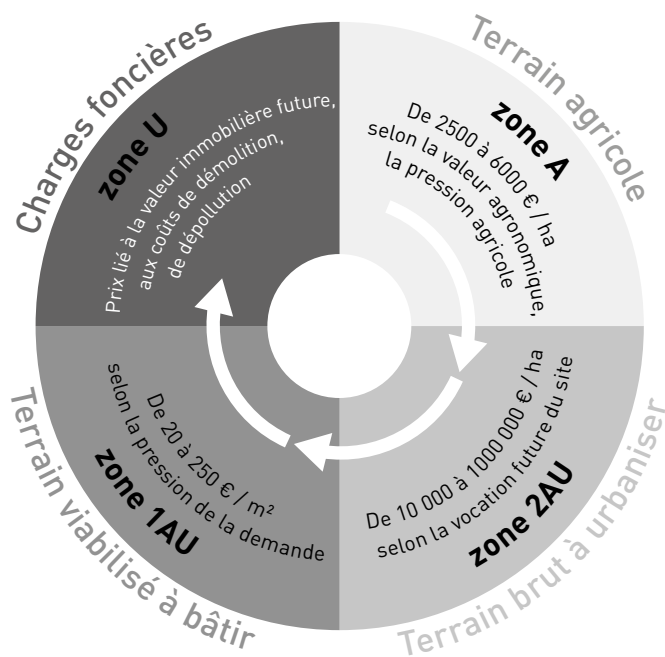 Terrain agricole
zone A
De 2500 à 6000 € / ha
selon la valeur agronomique,
la pression agricole
Terrain brut à urbaniser
zone 2AU
De 10 000 à 1000 000 € / ha
selon la vocation future du site
Terrain viabilisé à bâtir
zone 1AU
De 20 à 250 € / m²
selon la pression de la demande
Charges foncières
zone U
Prix lié à la valeur immobilière future,
aux coûts de démolition,
de dépollution